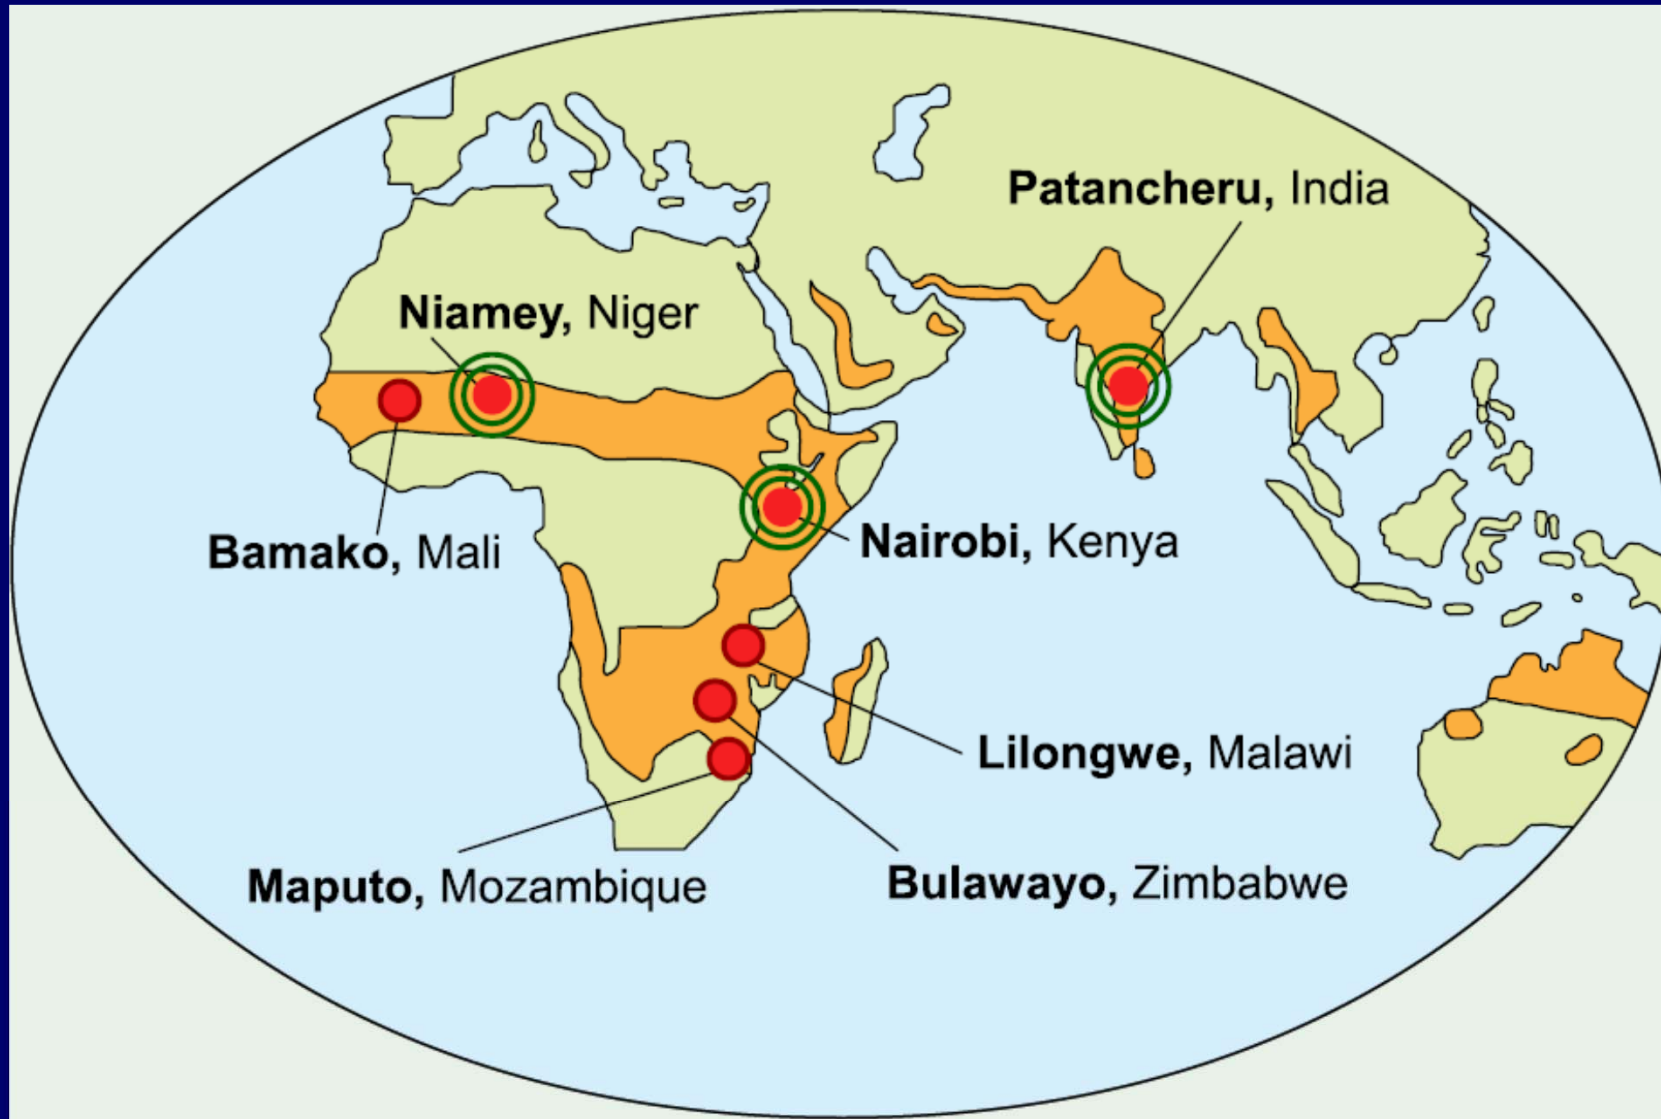 Patancheru, India
Niamey, Niger
Bamako, Mali
Nairobi, Kenya
Lilongwe, Malawi
Maputo, Mozambique
Bulawayo, Zimbabwe